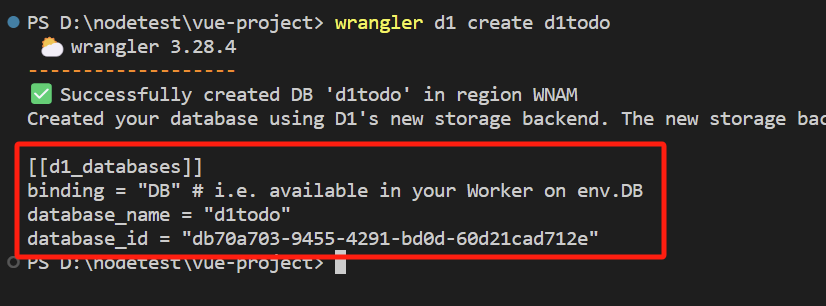 PS D:\nodetest\vue-project> wrangler d1 create d1todo
wrangler 3.28.4
-------------------
Successfully created DB 'd1todo' in region WNAM
Created your database using D1's new storage backend. The new storage bac
[[d1_databases]]
binding = "DB" # i.e. available in your Worker on env.DB
database_name = "d1todo"
database_id = "db70a703-9455-4291-bd0d-60d21cad712e"
PS D:\nodetest\vue-project>